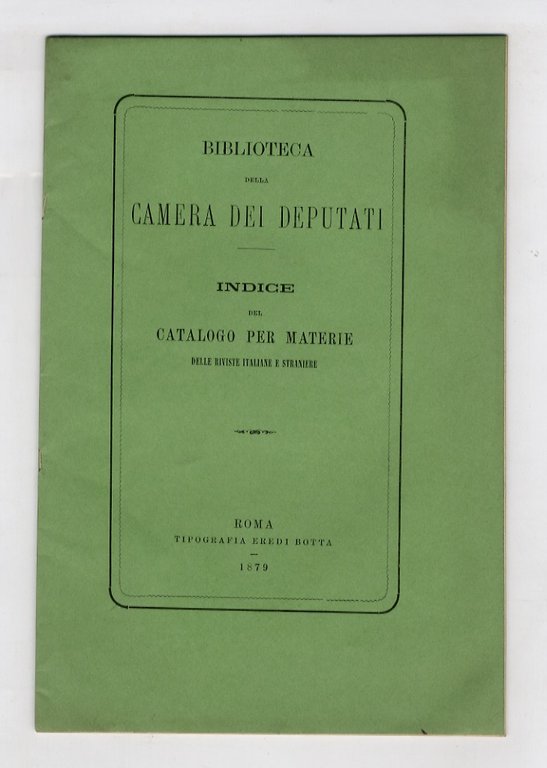 BIBLIOTECA
DELLA
CAMERA DEI DEPUTATI
INDICE
DEL
CATALOGO PER MATERIE
DELLE RIVISTE ITALIANE E STRANIERE
ROMA
TIPOGRAFIA EREDI BOTTA
1879